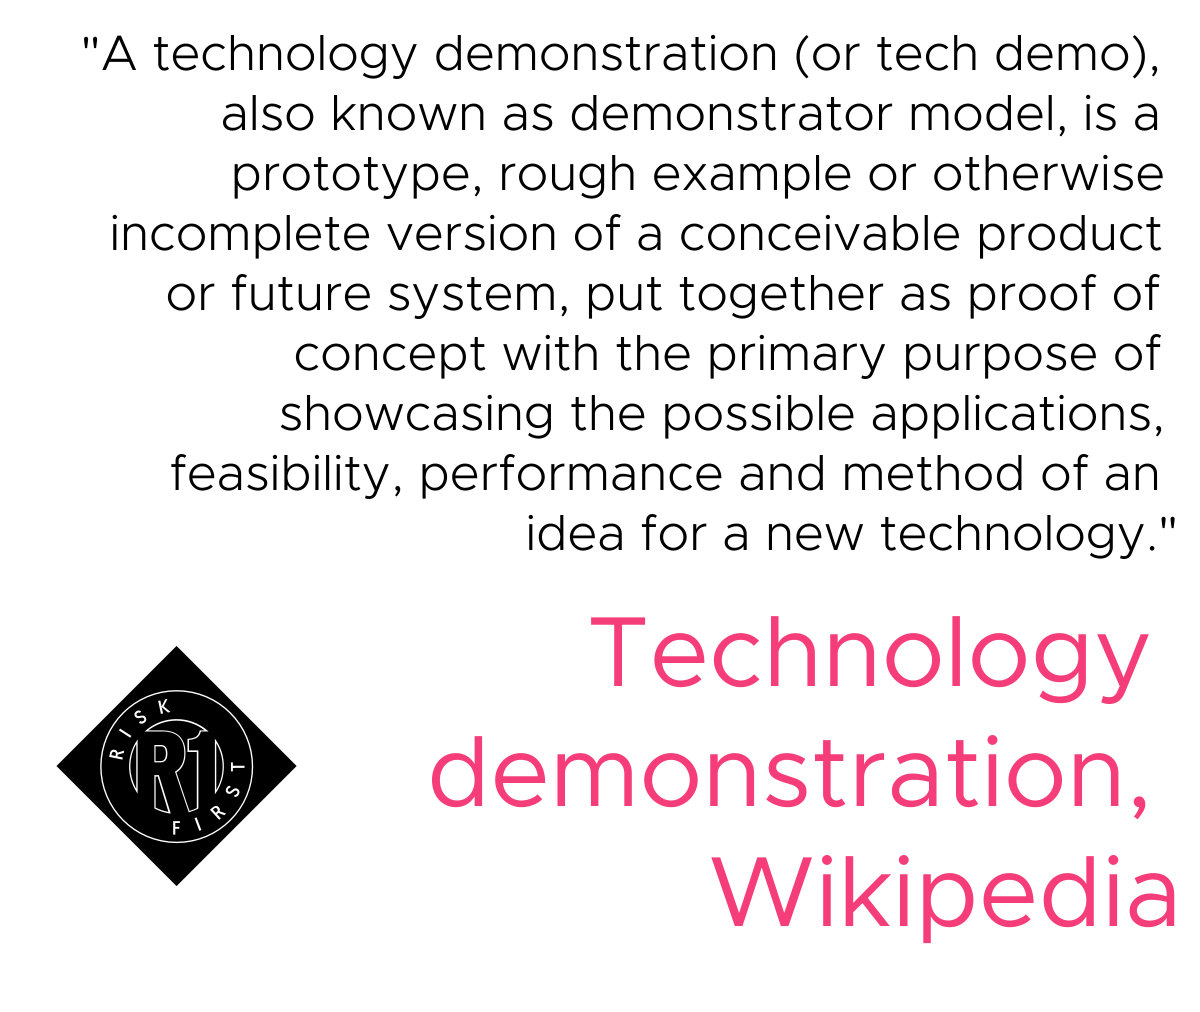 "A technology demonstration (or tech demo),
also known as demonstrator model, is a
prototype, rough example or otherwise
incomplete version of a conceivable product
or future system, put together as proof of
concept with the primary purpose of
showcasing the possible applications,
feasibility, performance and method of an
idea for a new technology."
Technology
demonstration,
Wikipedia
RISK
R1
FIRST